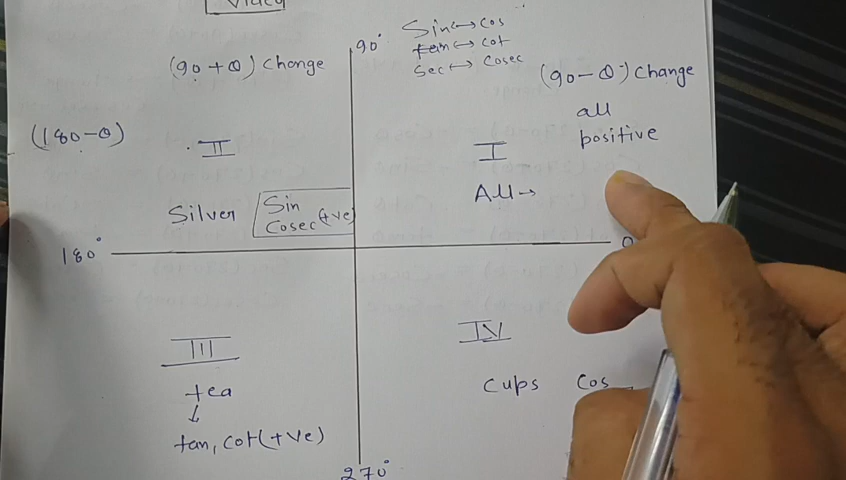 Video
90°
Sin↔cos
tan↔cot
Sec↔Cosec
(90+θ) Change
(90-θ) Change
all
positive
(180-θ)
II
I
All→
Silver
Sin
Cosec (+ve)
180°
0
III
IV
tea
↓
tan, cot(+ve)
Cups Cos
270°